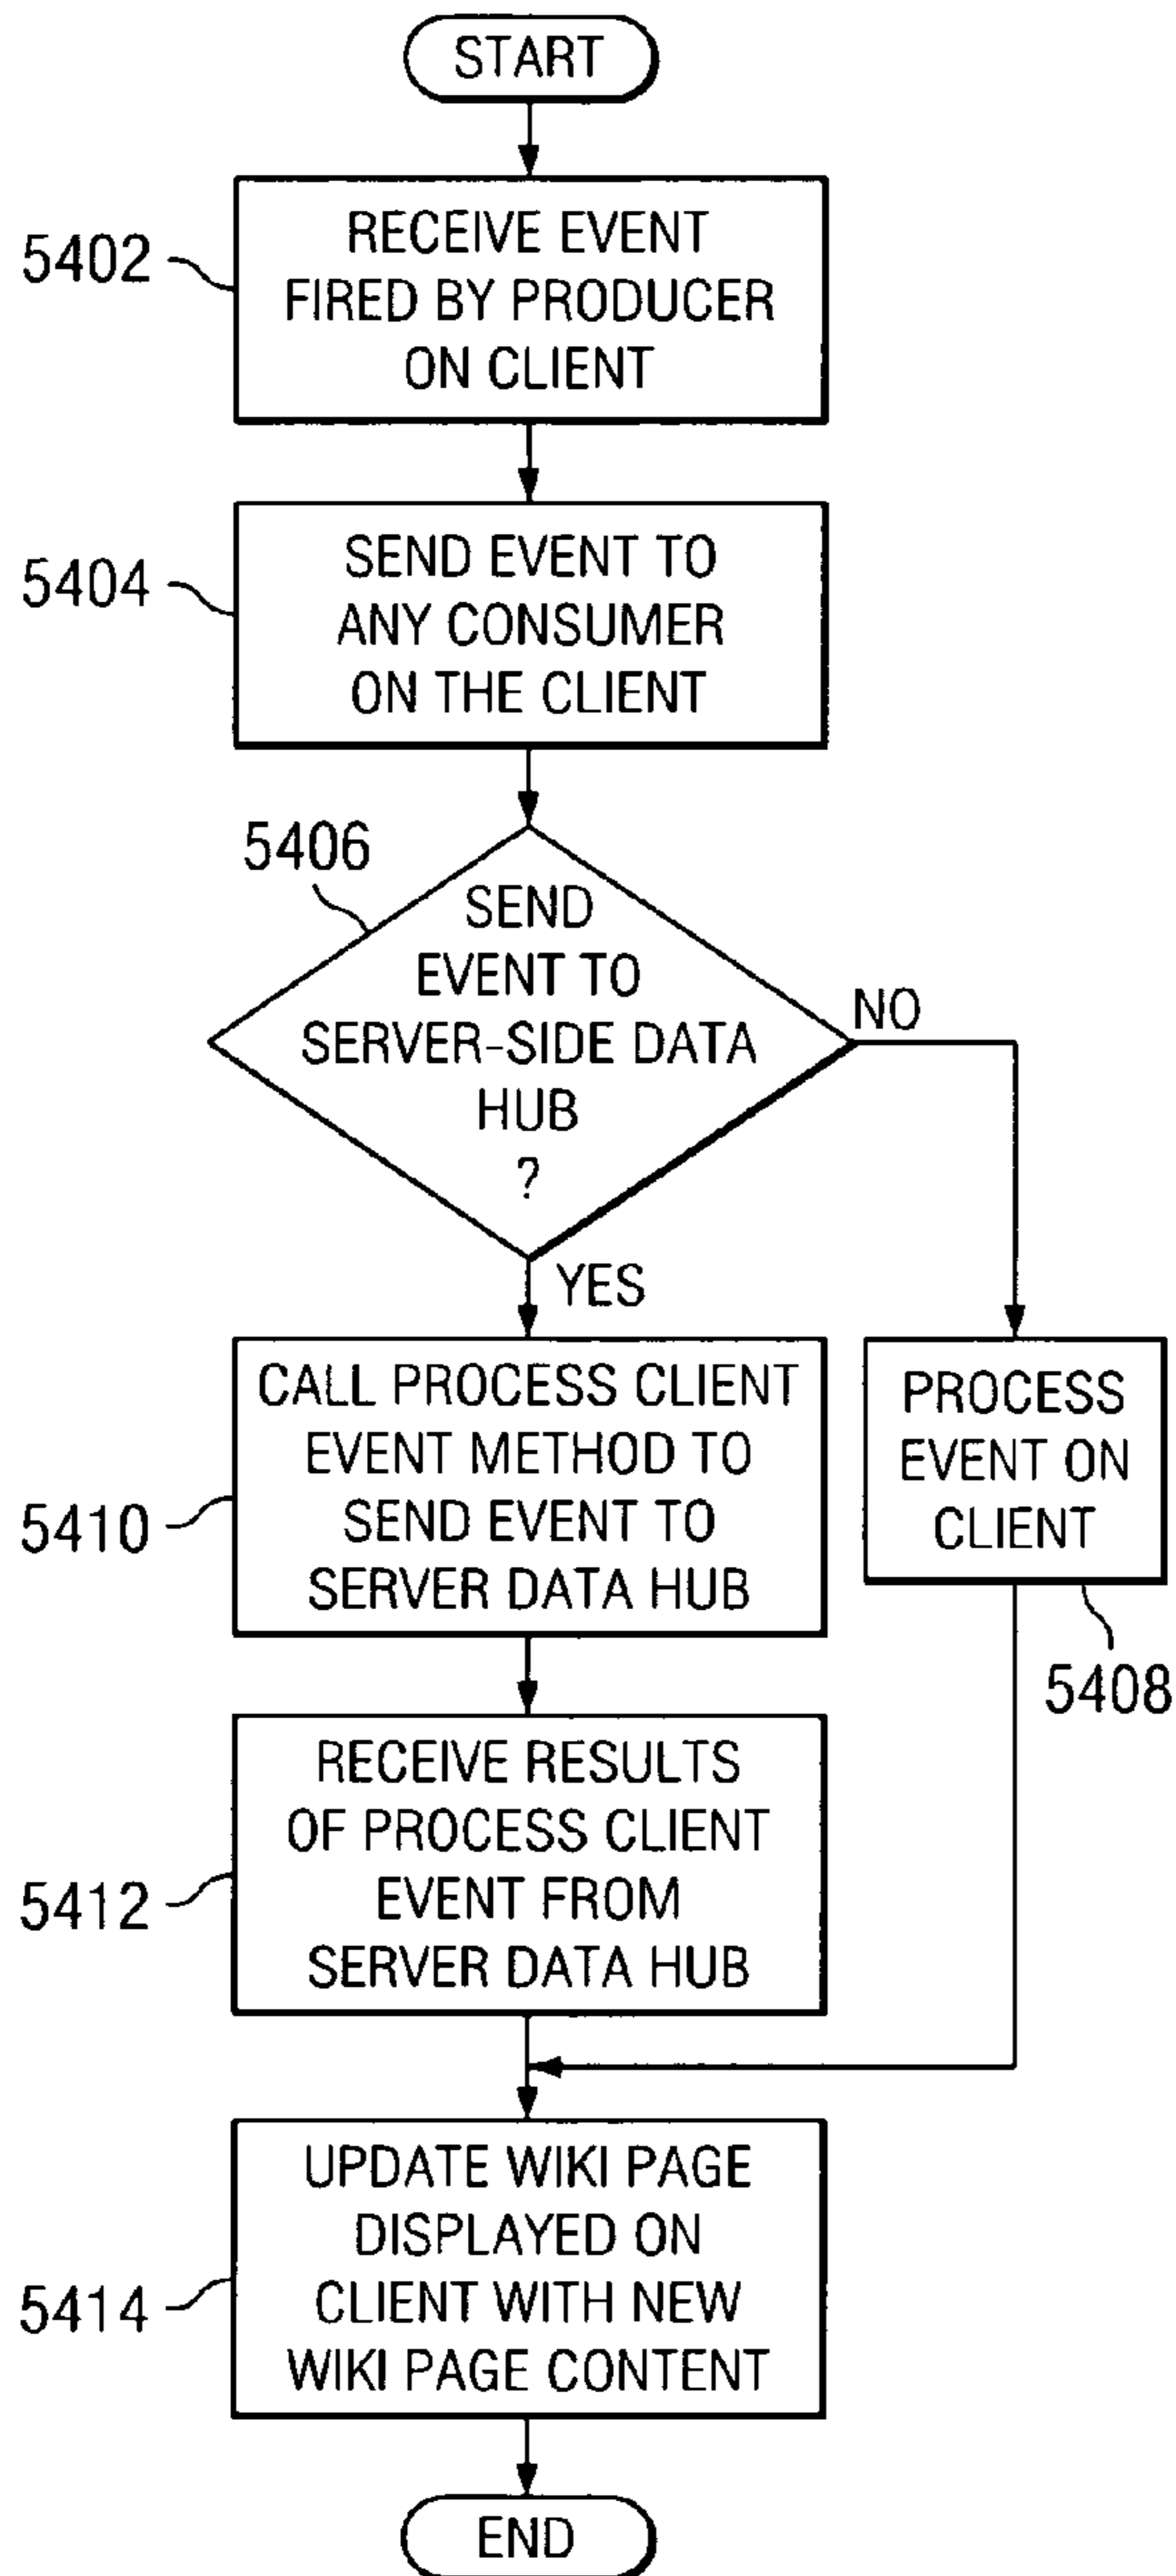 START
5402
RECEIVE EVENT
FIRED BY PRODUCER
ON CLIENT
5404
SEND EVENT TO
ANY CONSUMER
ON THE CLIENT
5406
SEND
EVENT TO
SERVER-SIDE DATA
HUB
?
NO
YES
CALL PROCESS CLIENT
EVENT METHOD TO
SEND EVENT TO
SERVER DATA HUB
5410
PROCESS
EVENT ON
CLIENT
5408
RECEIVE RESULTS
OF PROCESS CLIENT
EVENT FROM
SERVER DATA HUB
5412
UPDATE WIKI PAGE
DISPLAYED ON
CLIENT WITH NEW
WIKI PAGE CONTENT
5414
END